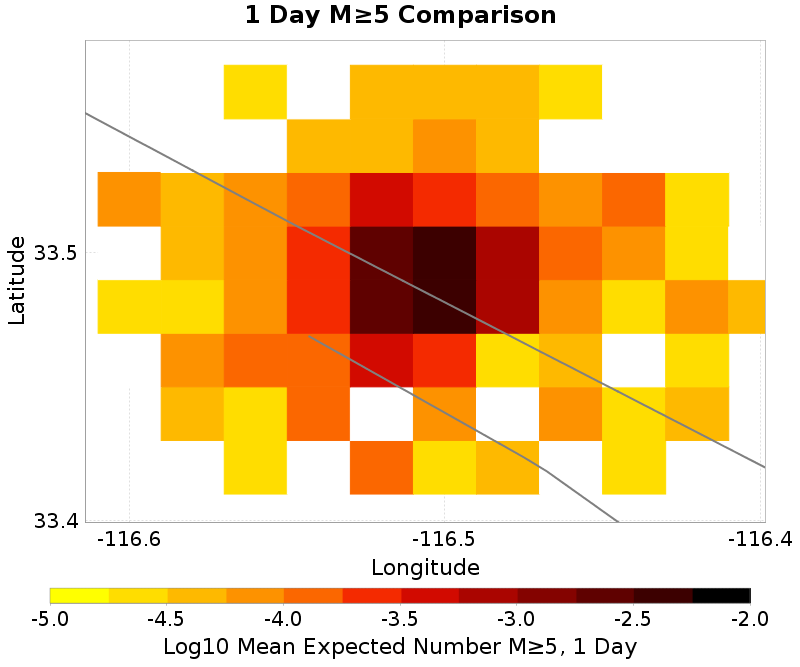 1 Day M≥5 Comparison
Latitude
33.5
33.4
-116.6 -116.5 -116.4
Longitude
-5.0 -4.5 -4.0 -3.5 -3.0 -2.5 -2.0
Log10 Mean Expected Number M≥5, 1 Day